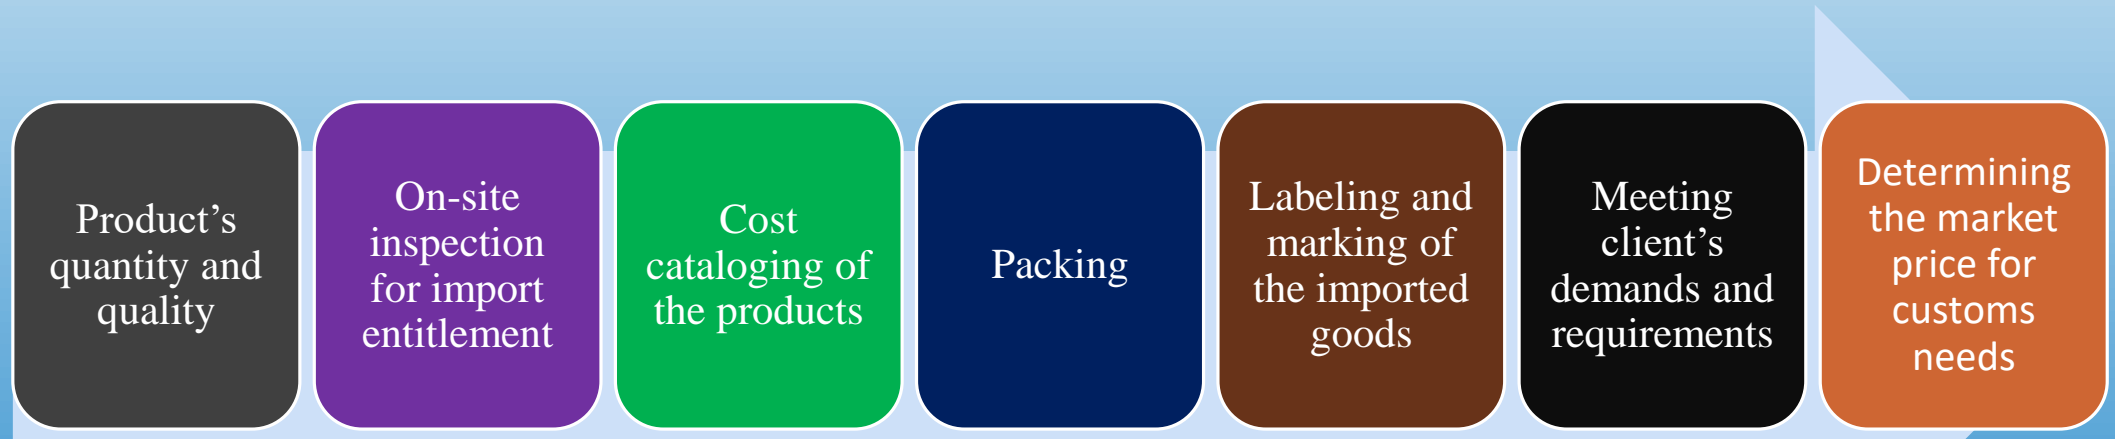 Product’s
quantity and
quality
On-site
inspection
for import
entitlement
Cost
cataloging of
the products
Packing
Labeling and
marking of
the imported
goods
Meeting
client’s
demands and
requirements
Determining
the market
price for
customs
needs